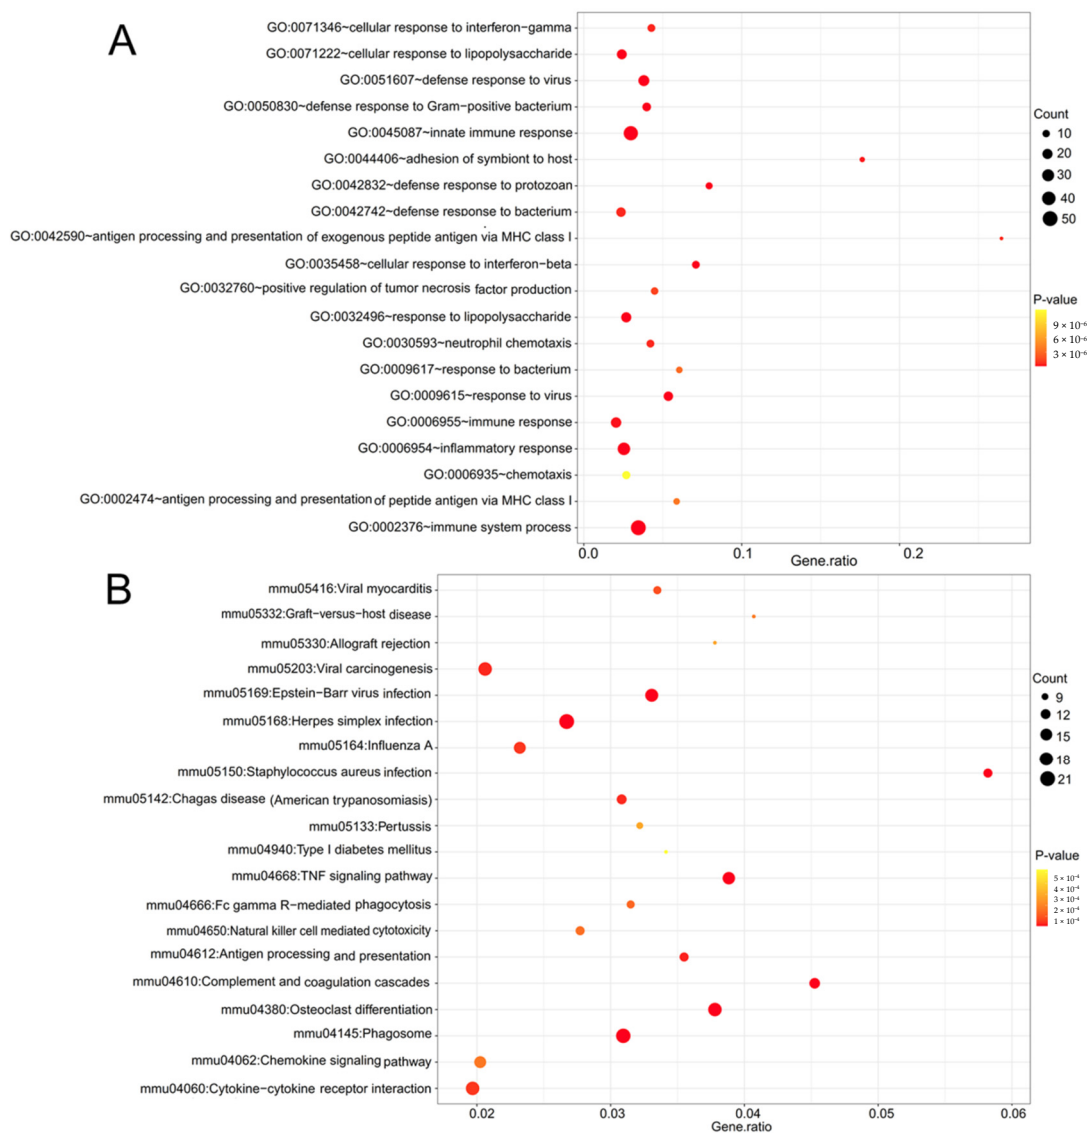 A
GO:0071346~cellular response to interferon−gamma
GO:0071222~cellular response to lipopolysaccharide
GO:0051607~defense response to virus
GO:0050830~defense response to Gram−positive bacterium
GO:0045087~innate immune response
GO:0044406~adhesion of symbiont to host
GO:0042832~defense response to protozoan
GO:0042742~defense response to bacterium
GO:0042590~antigen processing and presentation of exogenous peptide antigen via MHC class I
GO:0035458~cellular response to interferon−beta
GO:0032760~positive regulation of tumor necrosis factor production
GO:0032496~response to lipopolysaccharide
GO:0030593~neutrophil chemotaxis
GO:0009617~response to bacterium
GO:0009615~response to virus
GO:0006955~immune response
GO:0006954~inflammatory response
GO:0006935~chemotaxis
GO:0002474~antigen processing and presentation of peptide antigen via MHC class I
GO:0002376~immune system process
0.0 0.1 0.2
Gene.ratio
Count
10
20
30
40
50
P-value
9 × 10⁻⁶
6 × 10⁻⁶
3 × 10⁻⁶
B
mmu05416:Viral myocarditis
mmu05332:Graft−versus−host disease
mmu05330:Allograft rejection
mmu05203:Viral carcinogenesis
mmu05169:Epstein−Barr virus infection
mmu05168:Herpes simplex infection
mmu05164:Influenza A
mmu05150:Staphylococcus aureus infection
mmu05142:Chagas disease (American trypanosomiasis)
mmu05133:Pertussis
mmu04940:Type I diabetes mellitus
mmu04668:TNF signaling pathway
mmu04666:Fc gamma R−mediated phagocytosis
mmu04650:Natural killer cell mediated cytotoxicity
mmu04612:Antigen processing and presentation
mmu04610:Complement and coagulation cascades
mmu04380:Osteoclast differentiation
mmu04145:Phagosome
mmu04062:Chemokine signaling pathway
mmu04060:Cytokine−cytokine receptor interaction
0.02 0.03 0.04 0.05 0.06
Gene.ratio
Count
9
12
15
18
21
P-value
5 × 10⁻⁴
4 × 10⁻⁴
3 × 10⁻⁴
2 × 10⁻⁴
1 × 10⁻⁴